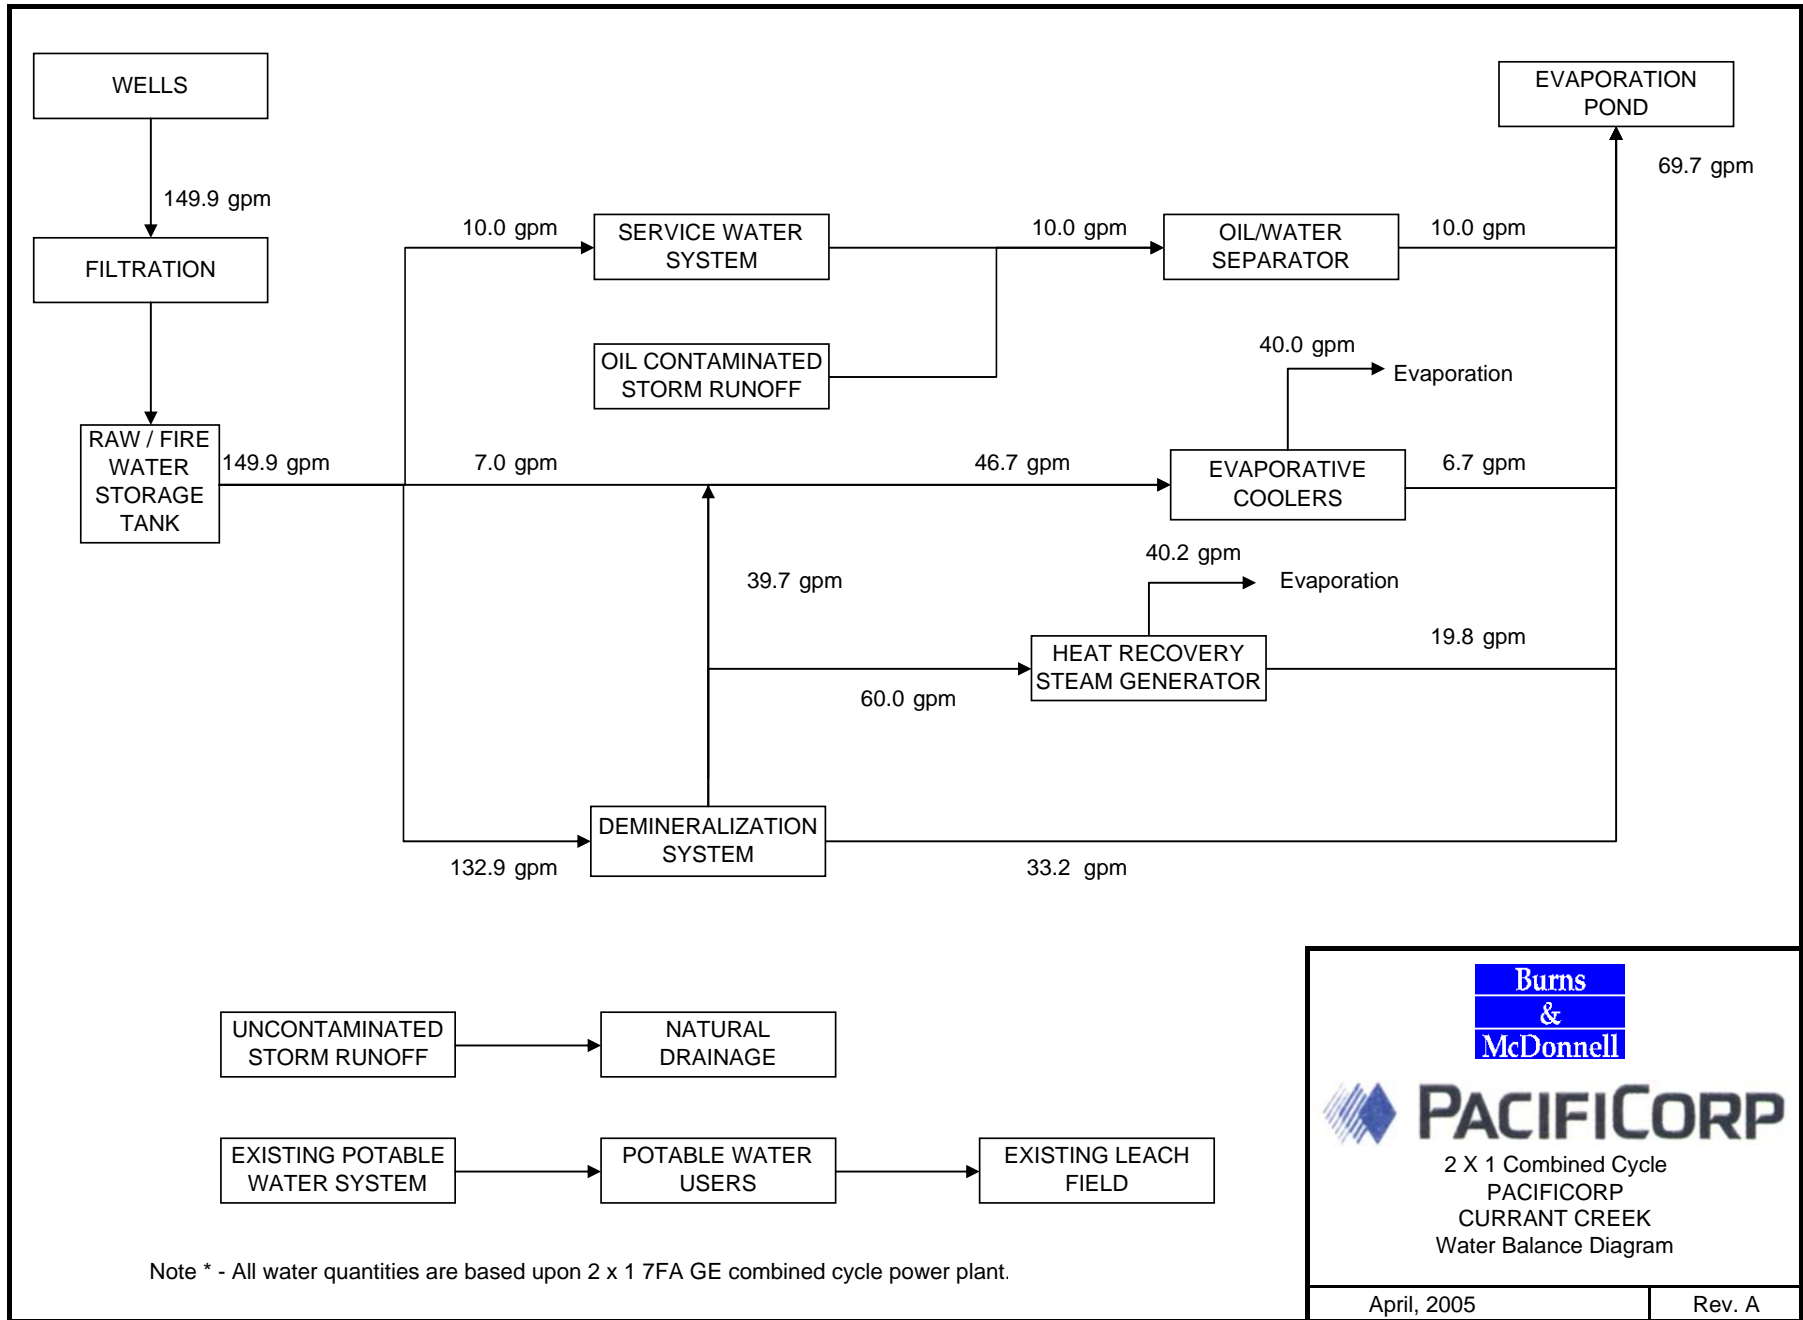 WELLS
EVAPORATION
POND
69.7 gpm
149.9 gpm
FILTRATION
10.0 gpm
SERVICE WATER
SYSTEM
10.0 gpm
OIL/WATER
SEPARATOR
10.0 gpm
OIL CONTAMINATED
STORM RUNOFF
40.0 gpm
Evaporation
RAW / FIRE
WATER
STORAGE
TANK
149.9 gpm
7.0 gpm
46.7 gpm
EVAPORATIVE
COOLERS
6.7 gpm
39.7 gpm
40.2 gpm
Evaporation
HEAT RECOVERY
STEAM GENERATOR
19.8 gpm
60.0 gpm
DEMINERALIZATION
SYSTEM
132.9 gpm
33.2 gpm
UNCONTAMINATED
STORM RUNOFF
NATURAL
DRAINAGE
EXISTING POTABLE
WATER SYSTEM
POTABLE WATER
USERS
EXISTING LEACH
FIELD
Note * - All water quantities are based upon 2 x 1 7FA GE combined cycle power plant.
Burns
&
McDonnell
PACIFICORP
2 X 1 Combined Cycle
PACIFICORP
CURRANT CREEK
Water Balance Diagram
April, 2005
Rev. A